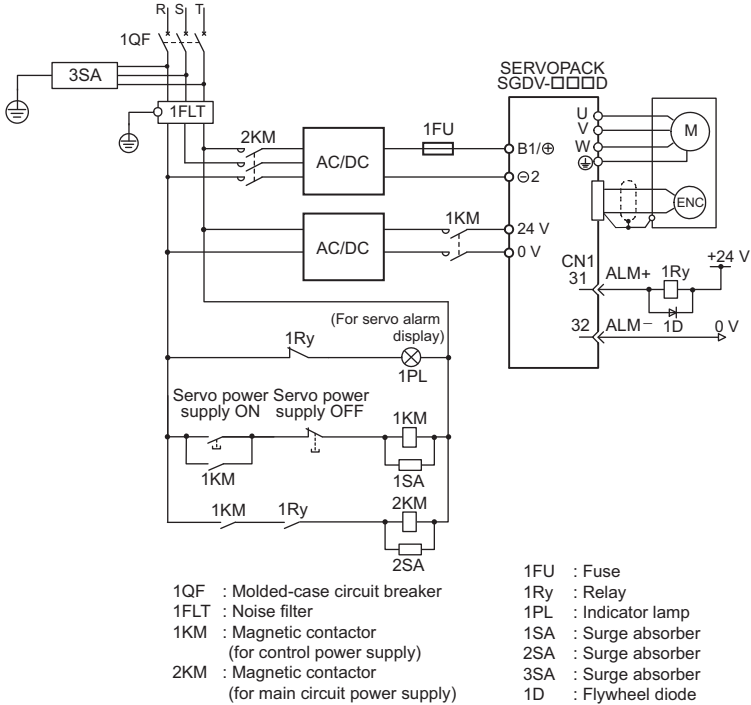 R S T
1QF
3SA
1FLT
SERVOPACK
SGDV-□□□D
2KM
AC/DC
1FU
B1/⊕
⊖2
U
V
W
M
ENC
AC/DC
1KM
24 V
0 V
CN1
31
ALM+
1Ry
+24 V
1D
32
ALM−
0 V
(For servo alarm
display)
1Ry
1PL
Servo power
supply ON
Servo power
supply OFF
1KM
1KM
1SA
1KM
1Ry
2KM
2SA
1QF : Molded-case circuit breaker
1FLT : Noise filter
1KM : Magnetic contactor
(for control power supply)
2KM : Magnetic contactor
(for main circuit power supply)
1FU : Fuse
1Ry : Relay
1PL : Indicator lamp
1SA : Surge absorber
2SA : Surge absorber
3SA : Surge absorber
1D : Flywheel diode